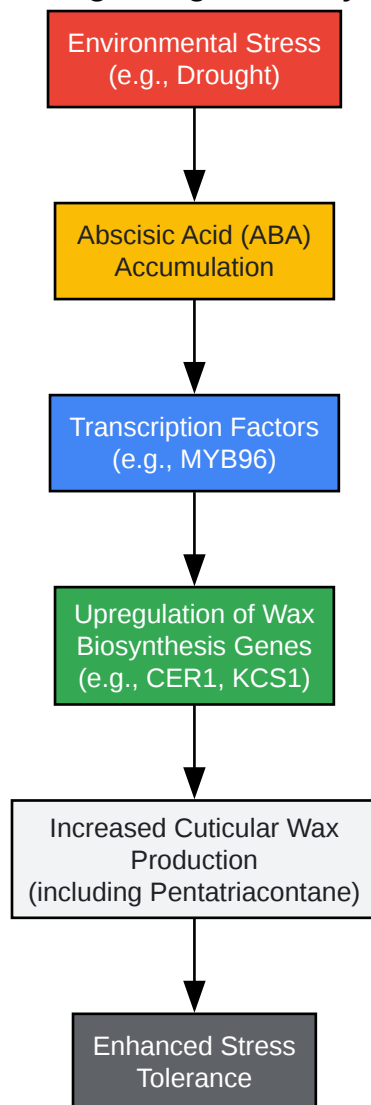 Environmental Stress
(e.g., Drought)
Abscisic Acid (ABA)
Accumulation
Transcription Factors
(e.g., MYB96)
Upregulation of Wax
Biosynthesis Genes
(e.g., CER1, KCS1)
Increased Cuticular Wax
Production
(including Pentatriacontane)
Enhanced Stress
Tolerance